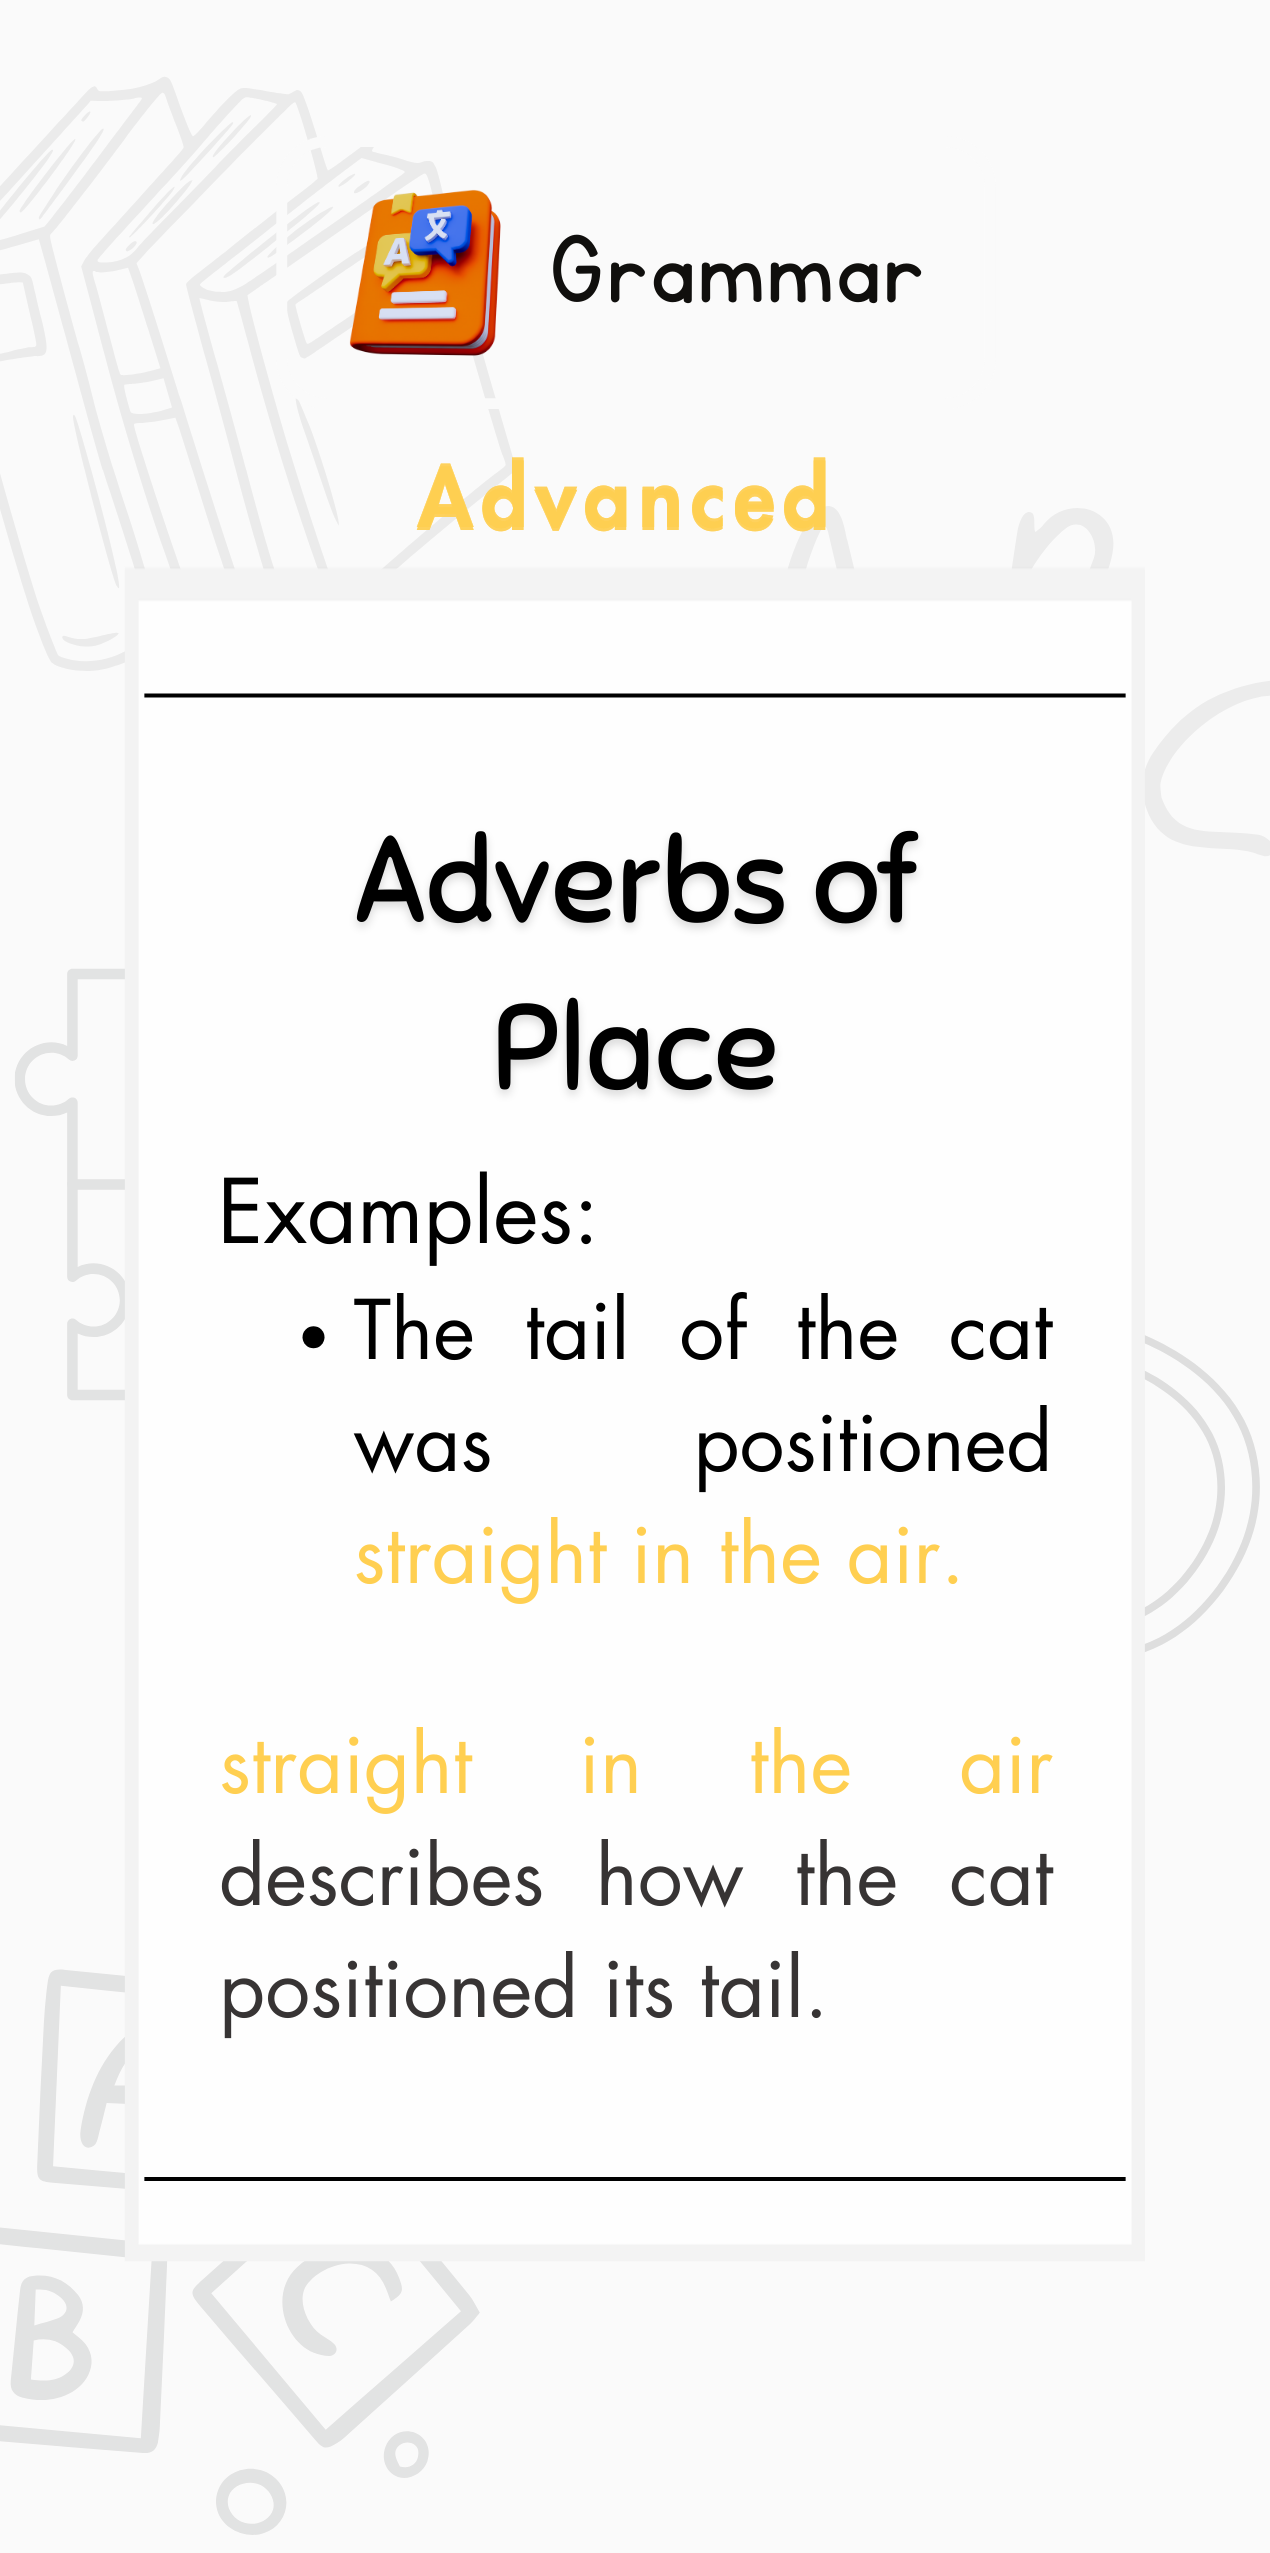 A 文
Grammar
Advanced
Adverbs of
Place
Examples:
• The tail of the cat
was positioned
straight in the air.
straight in the air
describes how the cat
positioned its tail.
A
B
C